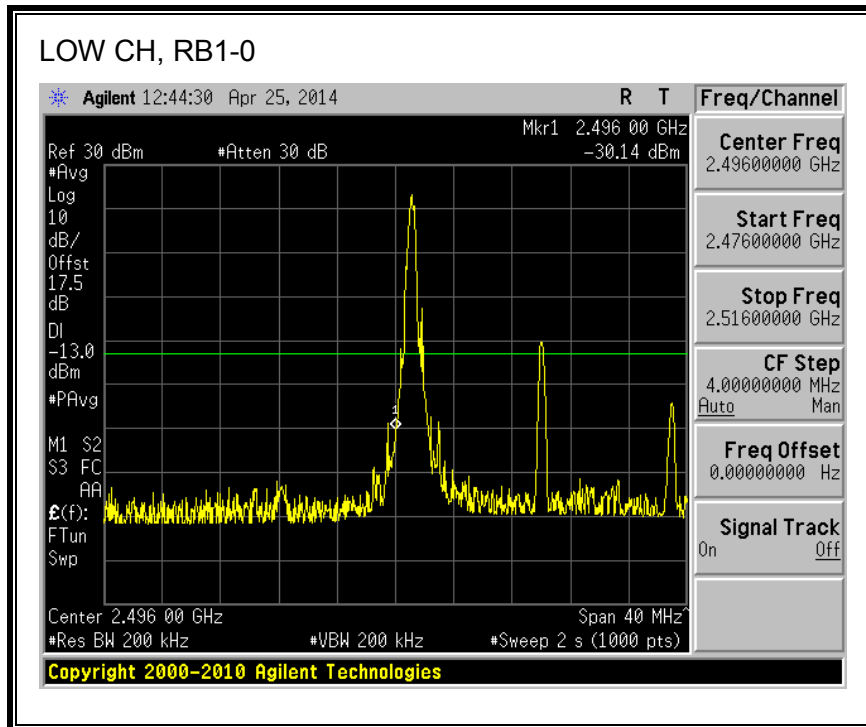 LOW CH, RB1-0
Agilent 12:44:30 Apr 25, 2014 R T
Mkr1 2.496 00 GHz
Ref 30 dBm #Atten 30 dB -30.14 dBm
#Avg
Log
10
dB/
Offst
17.5
dB
DI
-13.0
dBm
#PAvg
1
M1 S2
S3 FC
AA
£(f):
FTun
Swp
Center 2.496 00 GHz Span 40 MHz^
#Res BW 200 kHz #VBW 200 kHz #Sweep 2 s (1000 pts)
Copyright 2000-2010 Agilent Technologies
Freq/Channel
Center Freq
2.49600000 GHz
Start Freq
2.47600000 GHz
Stop Freq
2.51600000 GHz
CF Step
4.00000000 MHz
Auto Man
Freq Offset
0.00000000 Hz
Signal Track
On Off